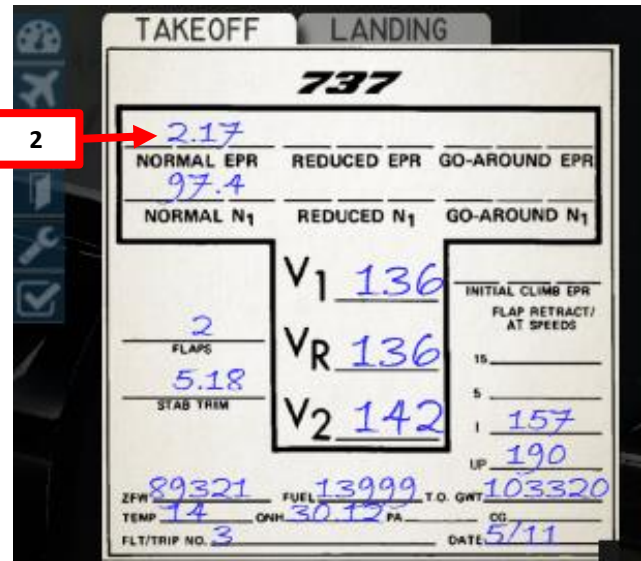 TAKEOFF LANDING
737
2
2.17
NORMAL EPR REDUCED EPR GO-AROUND EPR
97.4
NORMAL N1 REDUCED N1 GO-AROUND N1
V1 136
INITIAL CLIMB EPR
FLAP RETRACT/
AT SPEEDS
2
FLAPS
VR 136
15
5.18
STAB TRIM
5
V2 142
1 157
UP 190
ZFW 89321 FUEL 13999 T.O. GWT 103320
TEMP 14 QNH 30.12 PA CG
FLT/TRIP NO. 3 DATE 5/11